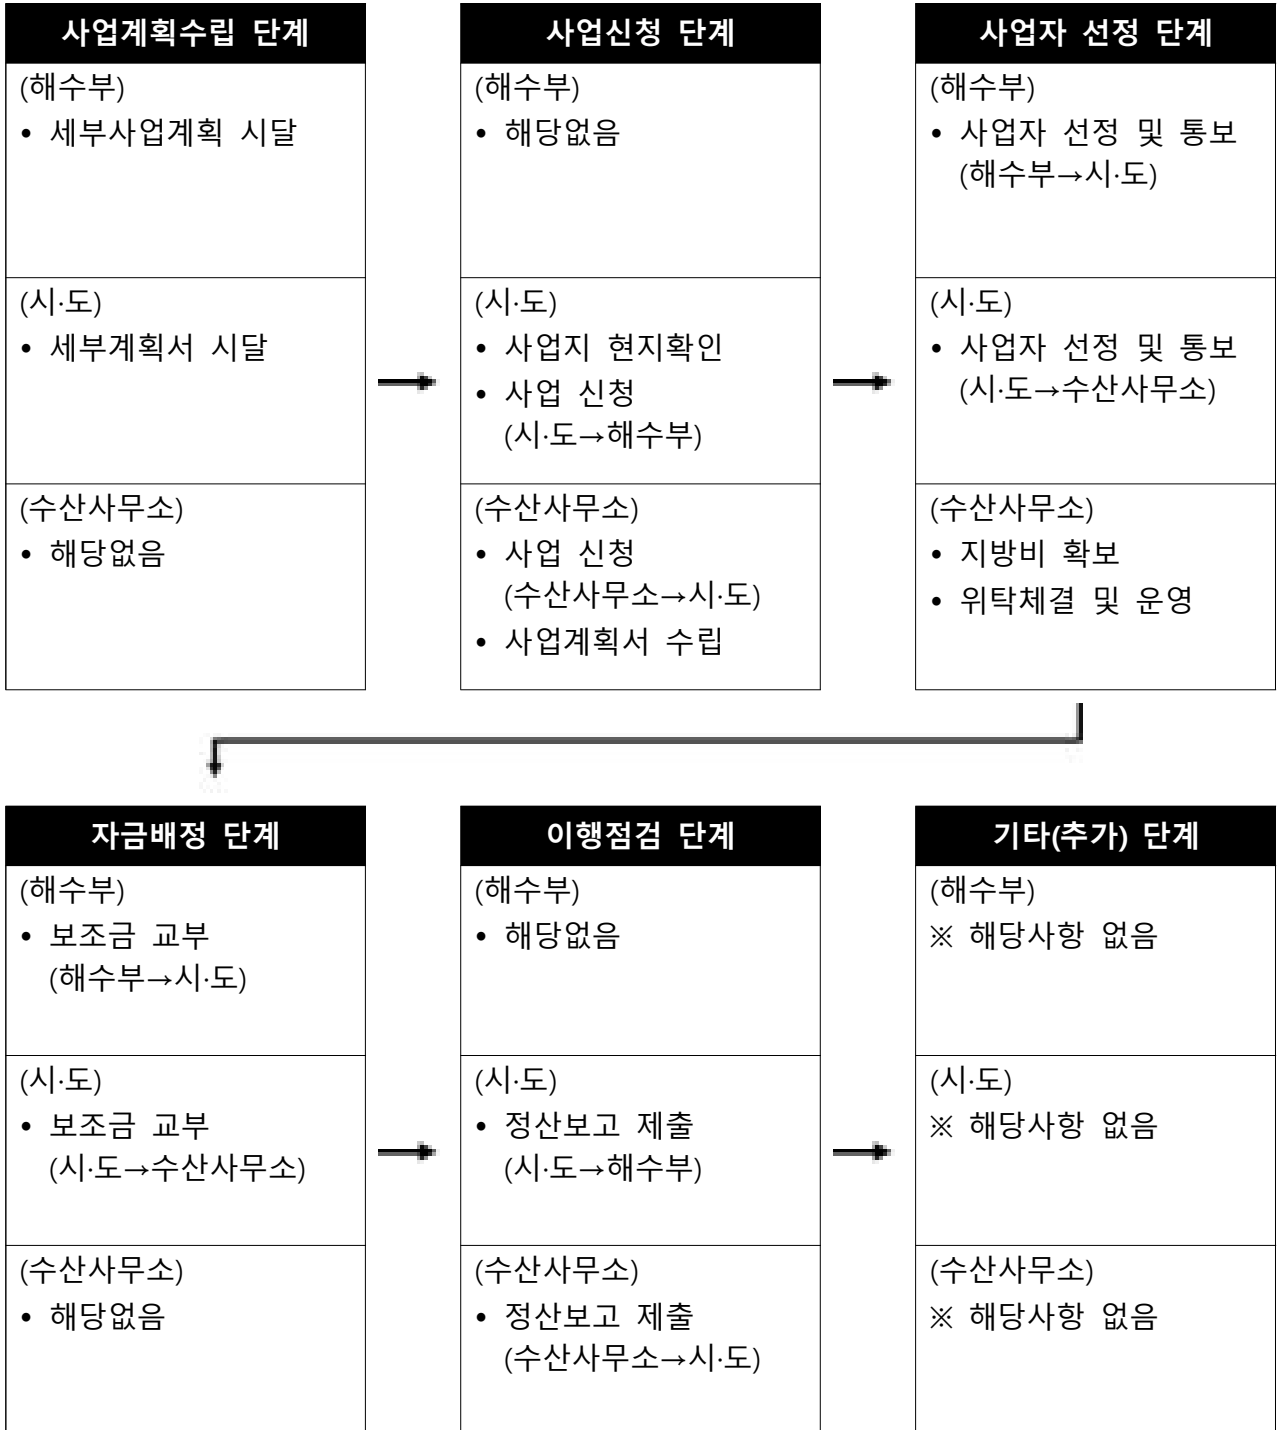 사업계획수립 단계
(해수부)
• 세부사업계획 시달
(시·도)
• 세부계획서 시달
(수산사무소)
• 해당없음
사업신청 단계
(해수부)
• 해당없음
(시·도)
• 사업지 현지확인
• 사업 신청
(시·도→해수부)
(수산사무소)
• 사업 신청
(수산사무소→시·도)
• 사업계획서 수립
사업자 선정 단계
(해수부)
• 사업자 선정 및 통보
(해수부→시·도)
(시·도)
• 사업자 선정 및 통보
(시·도→수산사무소)
(수산사무소)
• 지방비 확보
• 위탁체결 및 운영
자금배정 단계
(해수부)
• 보조금 교부
(해수부→시·도)
(시·도)
• 보조금 교부
(시·도→수산사무소)
(수산사무소)
• 해당없음
이행점검 단계
(해수부)
• 해당없음
(시·도)
• 정산보고 제출
(시·도→해수부)
(수산사무소)
• 정산보고 제출
(수산사무소→시·도)
기타(추가) 단계
(해수부)
※ 해당사항 없음
(시·도)
※ 해당사항 없음
(수산사무소)
※ 해당사항 없음